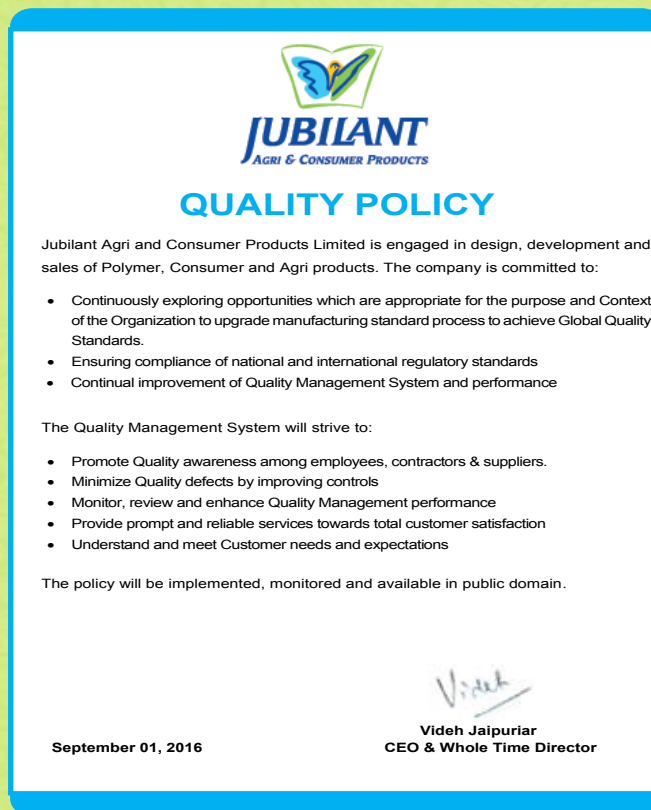 JUBILANT
AGRI & CONSUMER PRODUCTS
QUALITY POLICY
Jubilant Agri and Consumer Products Limited is engaged in design, development and
sales of Polymer, Consumer and Agri products. The company is committed to:
• Continuously exploring opportunities which are appropriate for the purpose and Context
of the Organization to upgrade manufacturing standard process to achieve Global Quality
Standards.
• Ensuring compliance of national and international regulatory standards
• Continual improvement of Quality Management System and performance
The Quality Management System will strive to:
• Promote Quality awareness among employees, contractors & suppliers.
• Minimize Quality defects by improving controls
• Monitor, review and enhance Quality Management performance
• Provide prompt and reliable services towards total customer satisfaction
• Understand and meet Customer needs and expectations
The policy will be implemented, monitored and available in public domain.
Videh
Videh Jaipuriar
September 01, 2016 CEO & Whole Time Director